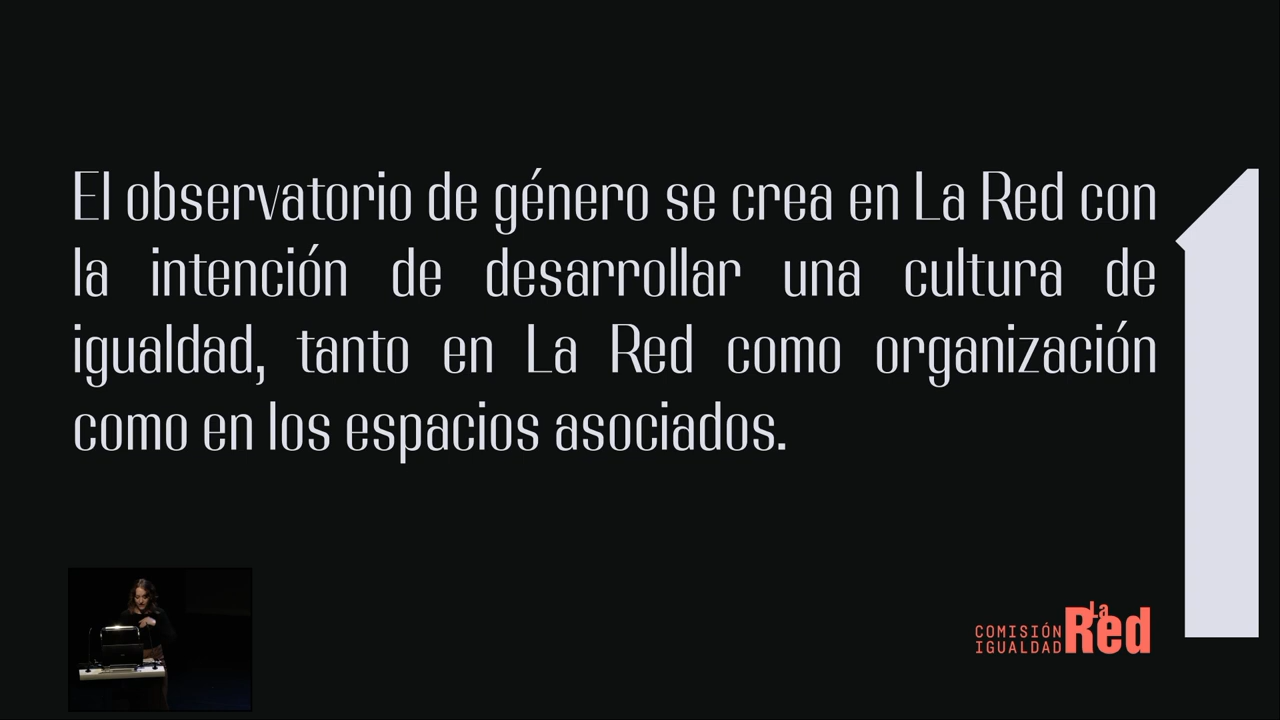 El observatorio de género se crea en La Red con
la intención de desarrollar una cultura de
igualdad, tanto en La Red como organización
como en los espacios asociados.
1
COMISIÓN
IGUALDAD
La
Red